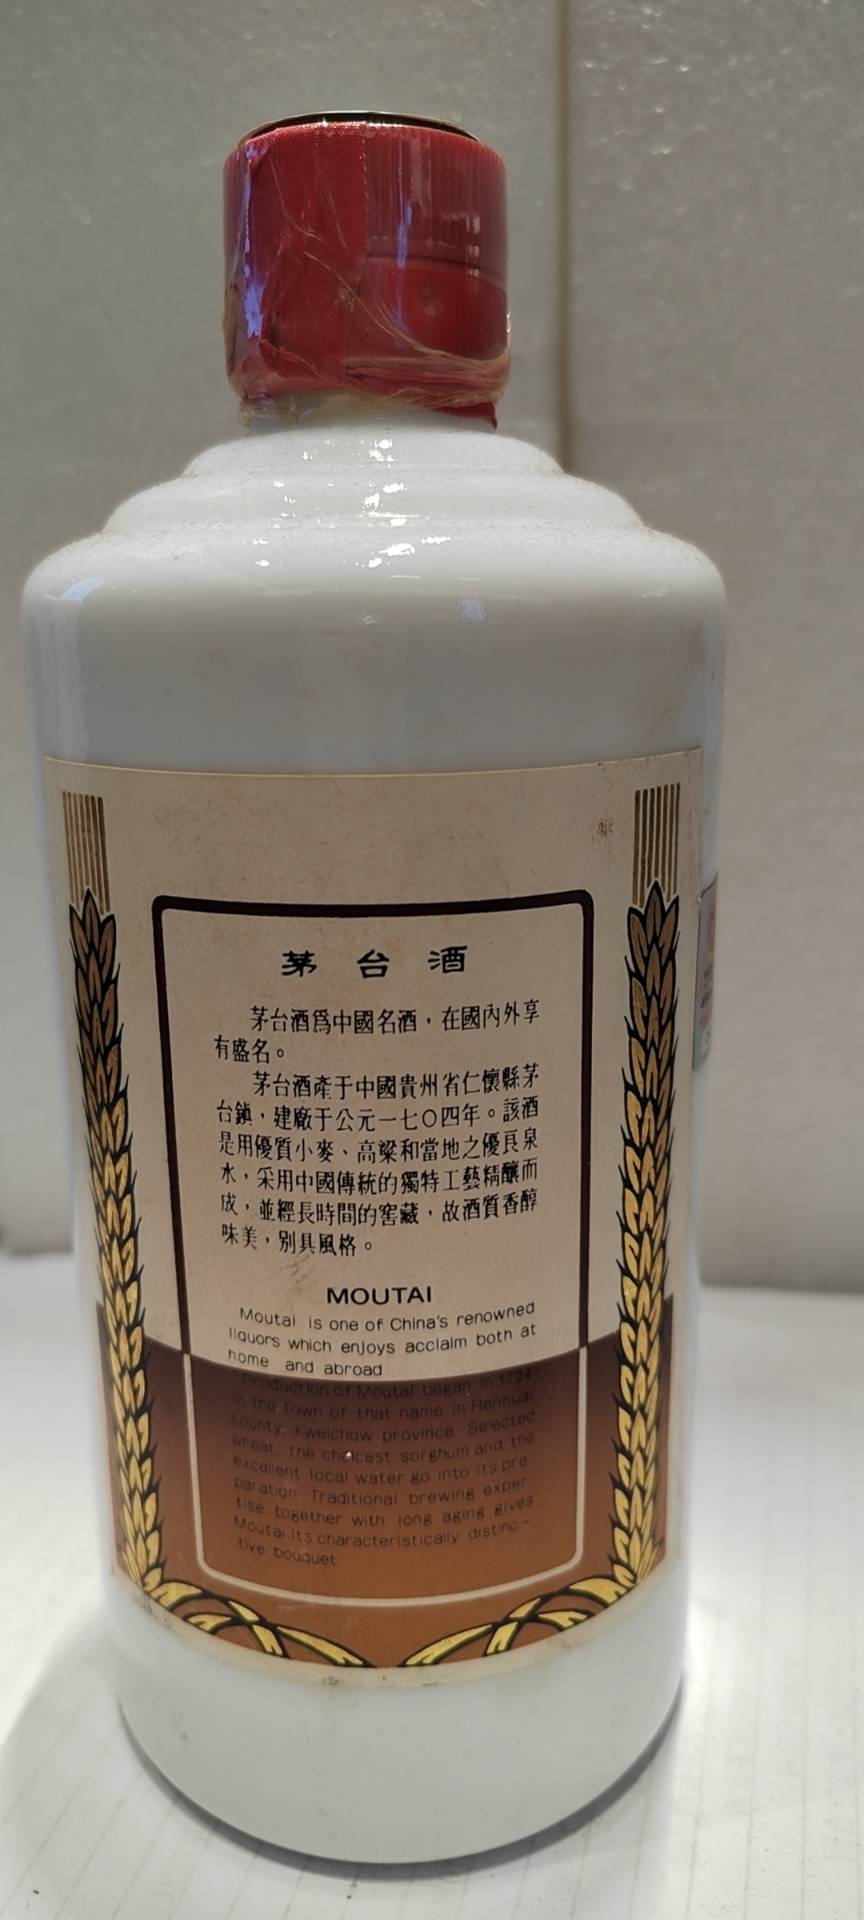 茅台酒
茅台酒爲中國名酒，在國內外享
有盛名。
茅台酒產于中國貴州省仁懷縣茅
台鎮，建廠于公元一七〇四年。該酒
是用優質小麥、高粱和當地之優良泉
水，采用中國傳統的獨特工藝精釀而
成，並經長時間的窖藏，故酒質香醇
味美，別具風格。
MOUTAI
Moutai is one of China's renowned
liquors which enjoys acclaim both at
home and abroad
Production of Moutai began in 1704
in the town of that name in Renhuai
county, Kweichow province. Selected
wheat, the choicest sorghum and the
excellent local water go into its pre-
paration Traditional brewing exper-
tise together with long aging gives
Moutai its characteristically distinc-
tive bouquet